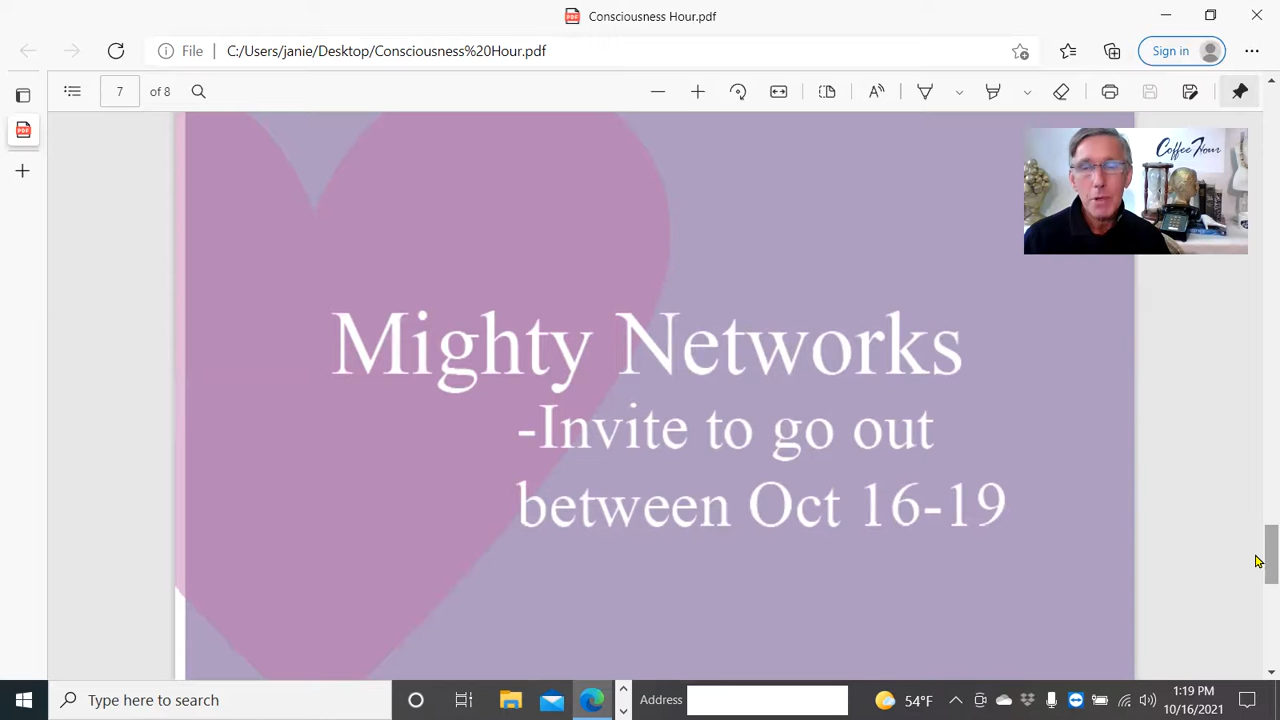 Consciousness Hour.pdf
File
C:/Users/janie/Desktop/Consciousness%20Hour.pdf
Sign in
7 of 8
Coffee Hour
Mighty Networks
-Invite to go out
between Oct 16-19
Type here to search
Address
54°F
1:19 PM
10/16/2021